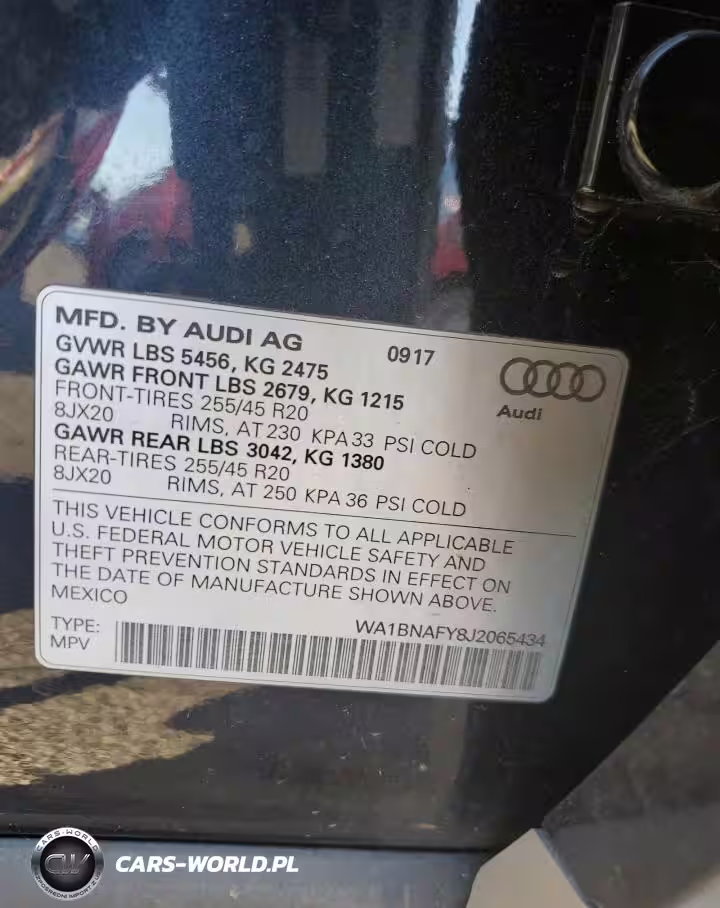 MFD. BY AUDI AG 0917
GVWR LBS 5456, KG 2475
GAWR FRONT LBS 2679, KG 1215
FRONT-TIRES 255/45 R20
8JX20 RIMS, AT 230 KPA 33 PSI COLD
GAWR REAR LBS 3042, KG 1380
REAR-TIRES 255/45 R20
8JX20 RIMS, AT 250 KPA 36 PSI COLD
Audi
THIS VEHICLE CONFORMS TO ALL APPLICABLE
U.S. FEDERAL MOTOR VEHICLE SAFETY AND
THEFT PREVENTION STANDARDS IN EFFECT ON
THE DATE OF MANUFACTURE SHOWN ABOVE.
MEXICO
TYPE: WA1BNAFY8J2065434
MPV
CARS-WORLD
CW
CARS-WORLD.PL